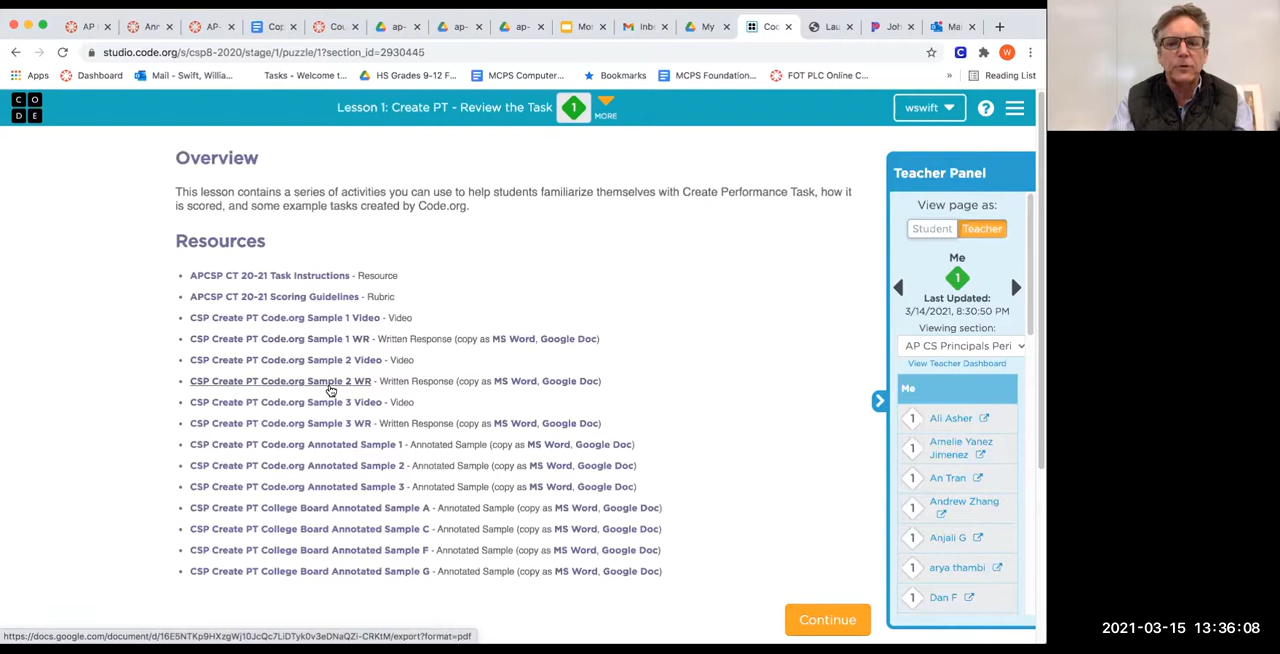 AP
Ann
AP-
Cop
Cou
ap-
ap-
ap-
Mo
Inb
My
Coc
Lau
Joh
Mai
studio.code.org/s/csp8-2020/stage/1/puzzle/1?section_id=2930445
W
Apps
Dashboard
Mail - Swift, Willia...
Tasks - Welcome t...
HS Grades 9-12 F...
MCPS Computer...
Bookmarks
MCPS Foundation...
FOT PLC Online C...
»
Reading List
C O
D E
Lesson 1: Create PT - Review the Task
1
MORE
wswift
?
Overview
This lesson contains a series of activities you can use to help students familiarize themselves with Create Performance Task, how it
is scored, and some example tasks created by Code.org.
Resources
• APCSP CT 20-21 Task Instructions - Resource
• APCSP CT 20-21 Scoring Guidelines - Rubric
• CSP Create PT Code.org Sample 1 Video - Video
• CSP Create PT Code.org Sample 1 WR - Written Response (copy as MS Word, Google Doc)
• CSP Create PT Code.org Sample 2 Video - Video
• CSP Create PT Code.org Sample 2 WR - Written Response (copy as MS Word, Google Doc)
• CSP Create PT Code.org Sample 3 Video - Video
• CSP Create PT Code.org Sample 3 WR - Written Response (copy as MS Word, Google Doc)
• CSP Create PT Code.org Annotated Sample 1 - Annotated Sample (copy as MS Word, Google Doc)
• CSP Create PT Code.org Annotated Sample 2 - Annotated Sample (copy as MS Word, Google Doc)
• CSP Create PT Code.org Annotated Sample 3 - Annotated Sample (copy as MS Word, Google Doc)
• CSP Create PT College Board Annotated Sample A - Annotated Sample (copy as MS Word, Google Doc)
• CSP Create PT College Board Annotated Sample C - Annotated Sample (copy as MS Word, Google Doc)
• CSP Create PT College Board Annotated Sample F - Annotated Sample (copy as MS Word, Google Doc)
• CSP Create PT College Board Annotated Sample G - Annotated Sample (copy as MS Word, Google Doc)
Continue
Teacher Panel
View page as:
Student Teacher
Me
1
Last Updated:
3/14/2021, 8:30:50 PM
Viewing section:
AP CS Principals Peri
View Teacher Dashboard
Me
1 Ali Asher
1 Amelie Yanez
Jimenez
1 An Tran
1 Andrew Zhang
1 Anjali G
1 arya thambi
1 Dan F
https://docs.google.com/document/d/16E5NTKp9HXzgWj10JcQc7LiDTyk0v3eDNaQZi-CRKtM/export?format=pdf
2021-03-15 13:36:08